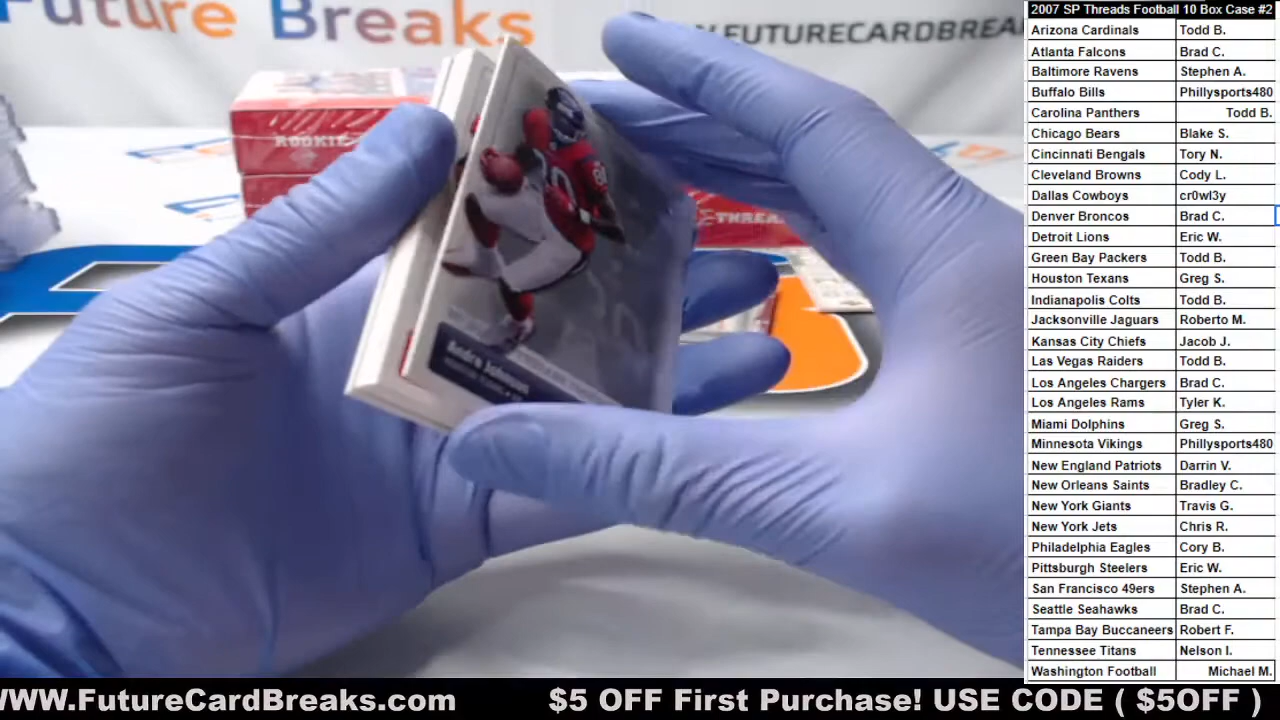 Future Breaks
WWW.FUTURECARDBREA
ROOKIE
THREA
80
Andre Johnson
2007 SP Threads Football 10 Box Case #2
Arizona Cardinals Todd B.
Atlanta Falcons Brad C.
Baltimore Ravens Stephen A.
Buffalo Bills Phillysports480
Carolina Panthers Todd B.
Chicago Bears Blake S.
Cincinnati Bengals Tory N.
Cleveland Browns Cody L.
Dallas Cowboys cr0wl3y
Denver Broncos Brad C.
Detroit Lions Eric W.
Green Bay Packers Todd B.
Houston Texans Greg S.
Indianapolis Colts Todd B.
Jacksonville Jaguars Roberto M.
Kansas City Chiefs Jacob J.
Las Vegas Raiders Todd B.
Los Angeles Chargers Brad C.
Los Angeles Rams Tyler K.
Miami Dolphins Greg S.
Minnesota Vikings Phillysports480
New England Patriots Darrin V.
New Orleans Saints Bradley C.
New York Giants Travis G.
New York Jets Chris R.
Philadelphia Eagles Cory B.
Pittsburgh Steelers Eric W.
San Francisco 49ers Stephen A.
Seattle Seahawks Brad C.
Tampa Bay Buccaneers Robert F.
Tennessee Titans Nelson I.
Washington Football Michael M.
WWW.FutureCardBreaks.com $5 OFF First Purchase! USE CODE ( $5OFF )